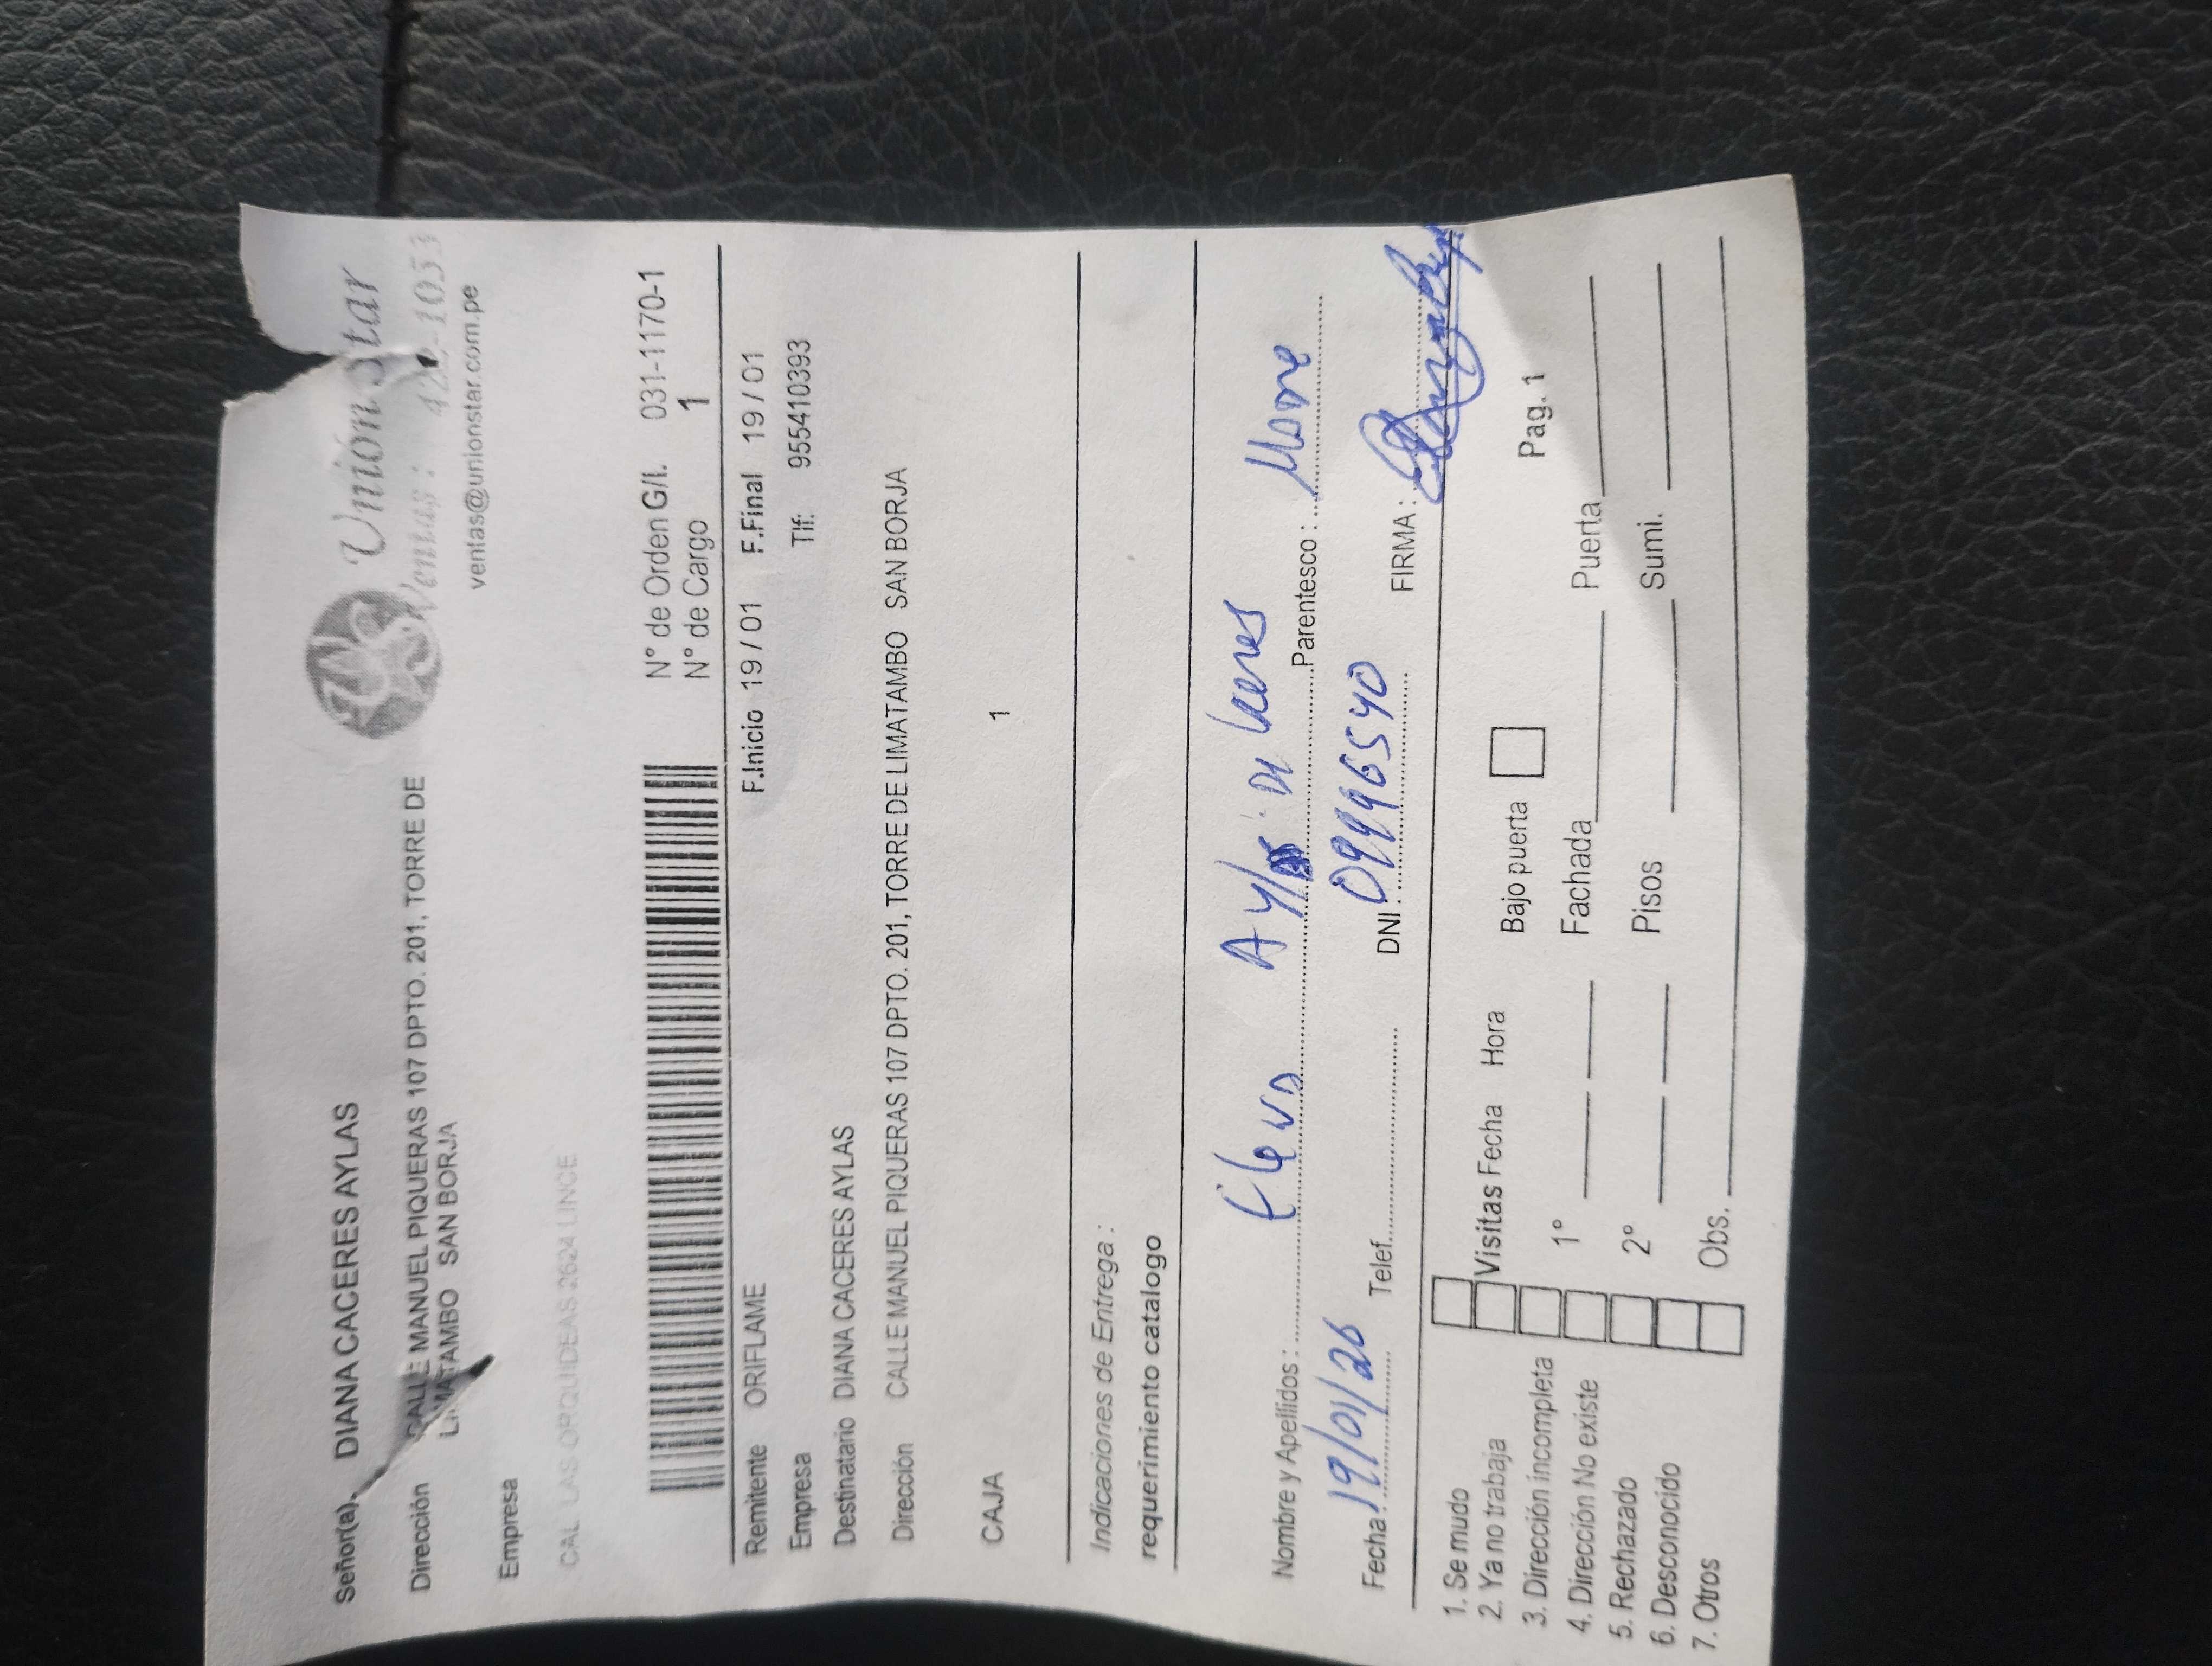 Señor(a). DIANA CACERES AYLAS
Unión Star
Dirección CALLE MANUEL PIQUERAS 107 DPTO. 201, TORRE DE
LIMATAMBO SAN BORJA
Ventas : -1053
ventas@unionstar.com.pe
Empresa
CAL. LAS ORQUIDEAS 2624 LINCE
N° de Orden G/I. 031-1170-1
N° de Cargo 1
Remitente ORIFLAME F.Inicio 19 / 01 F.Final 19 / 01
Empresa Tlf: 955410393
Destinatario DIANA CACERES AYLAS
Dirección CALLE MANUEL PIQUERAS 107 DPTO. 201, TORRE DE LIMATAMBO SAN BORJA
CAJA 1
Indicaciones de Entrega :
requerimiento catalogo
Nombre y Apellidos : Parentesco :
Fecha : 19/01/26 Telef. DNI : 09996540 FIRMA :
1. Se mudo
2. Ya no trabaja Visitas Fecha Hora Bajo puerta Pag. 1
3. Dirección incompleta
4. Dirección No existe 1° Fachada Puerta
5. Rechazado
6. Desconocido 2° Pisos Sumi.
7. Otros Obs.